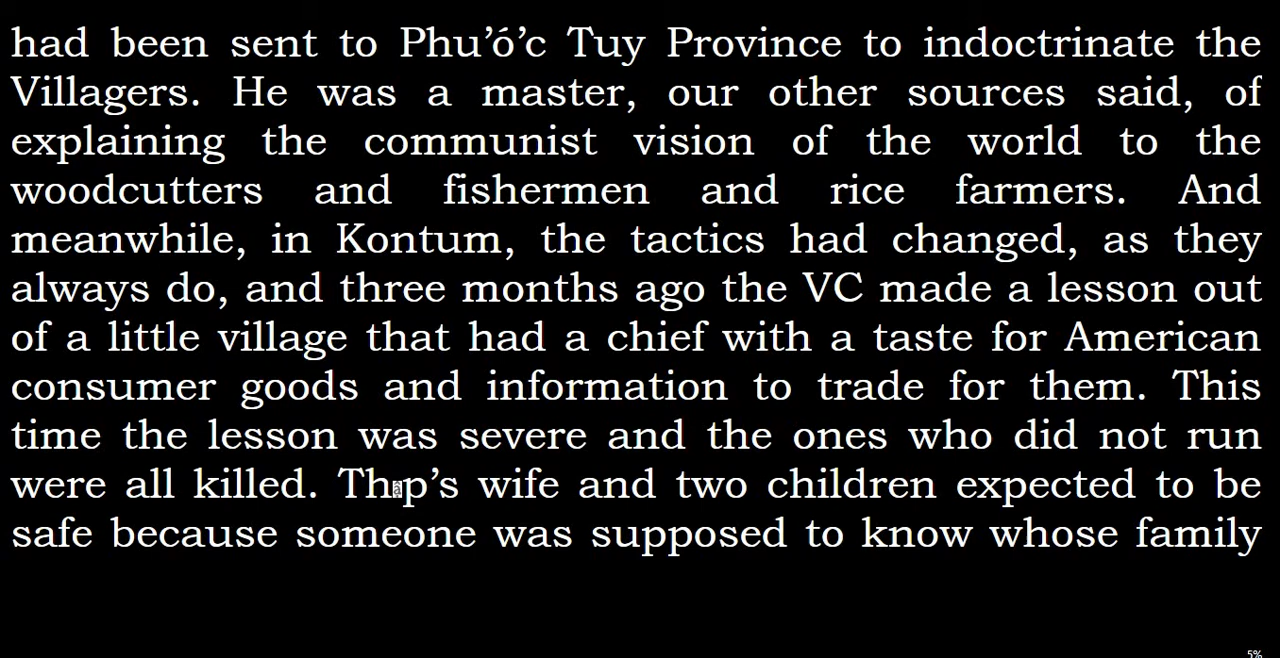 had been sent to Phu’ó’c Tuy Province to indoctrinate the
Villagers. He was a master, our other sources said, of
explaining the communist vision of the world to the
woodcutters and fishermen and rice farmers. And
meanwhile, in Kontum, the tactics had changed, as they
always do, and three months ago the VC made a lesson out
of a little village that had a chief with a taste for American
consumer goods and information to trade for them. This
time the lesson was severe and the ones who did not run
were all killed. Thâp’s wife and two children expected to be
safe because someone was supposed to know whose family
5%